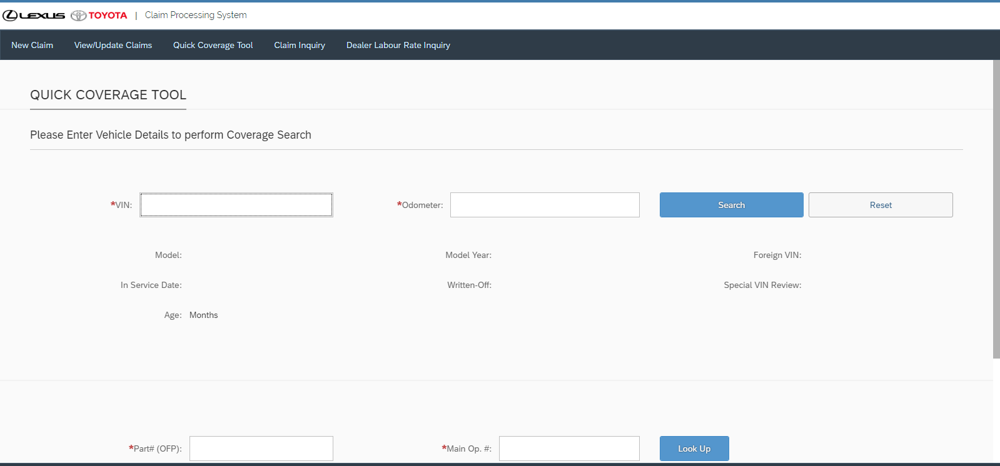 LEXUS TOYOTA | Claim Processing System
New Claim View/Update Claims Quick Coverage Tool Claim Inquiry Dealer Labour Rate Inquiry
QUICK COVERAGE TOOL
Please Enter Vehicle Details to perform Coverage Search
*VIN: *Odometer: Search Reset
Model: Model Year: Foreign VIN:
In Service Date: Written-Off: Special VIN Review:
Age: Months
*Part# (OFP): *Main Op. #: Look Up